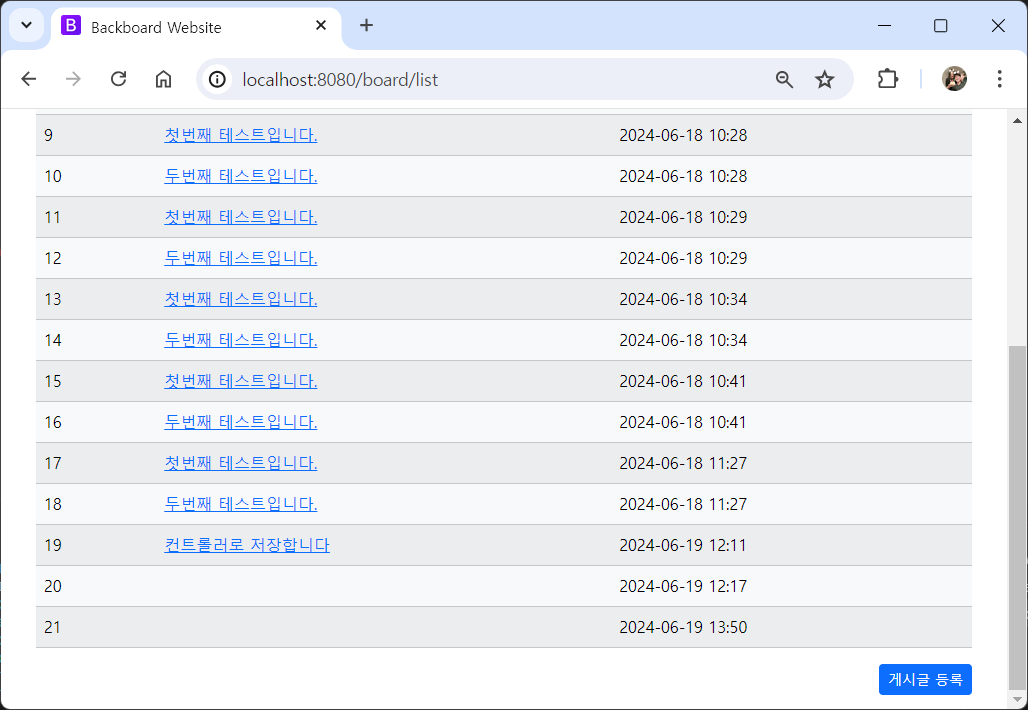 Backboard Website
localhost:8080/board/list
9 첫번째 테스트입니다. 2024-06-18 10:28
10 두번째 테스트입니다. 2024-06-18 10:28
11 첫번째 테스트입니다. 2024-06-18 10:29
12 두번째 테스트입니다. 2024-06-18 10:29
13 첫번째 테스트입니다. 2024-06-18 10:34
14 두번째 테스트입니다. 2024-06-18 10:34
15 첫번째 테스트입니다. 2024-06-18 10:41
16 두번째 테스트입니다. 2024-06-18 10:41
17 첫번째 테스트입니다. 2024-06-18 11:27
18 두번째 테스트입니다. 2024-06-18 11:27
19 컨트롤러로 저장합니다 2024-06-19 12:11
20 2024-06-19 12:17
21 2024-06-19 13:50
게시글 등록